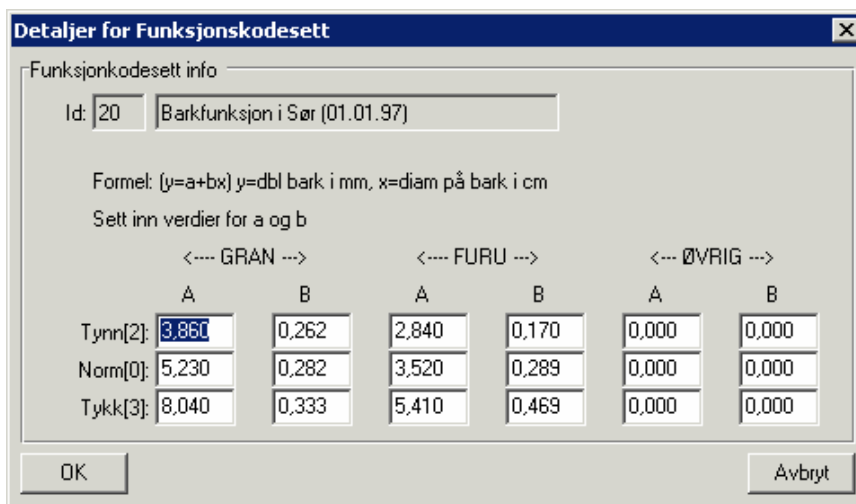 Detaljer for Funksjonskodesett
Funksjonkodesett info
Id: 20 Barkfunksjon i Sør (01.01.97)
Formel: (y=a+bx) y=dbl bark i mm, x=diam på bark i cm
Sett inn verdier for a og b
<---- GRAN ---> <---- FURU ---> <--- ØVRIG --->
A B A B A B
Tynn[2]: 3,860 0,262 2,840 0,170 0,000 0,000
Norm[0]: 5,230 0,282 3,520 0,289 0,000 0,000
Tykk[3]: 8,040 0,333 5,410 0,469 0,000 0,000
OK Avbryt